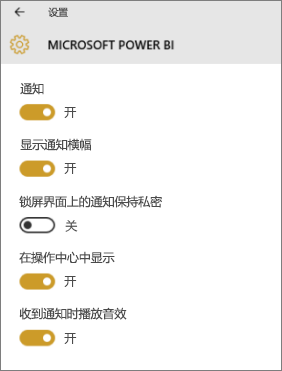 设置
MICROSOFT POWER BI
通知
开
显示通知横幅
开
锁屏界面上的通知保持私密
关
在操作中心中显示
开
收到通知时播放音效
开